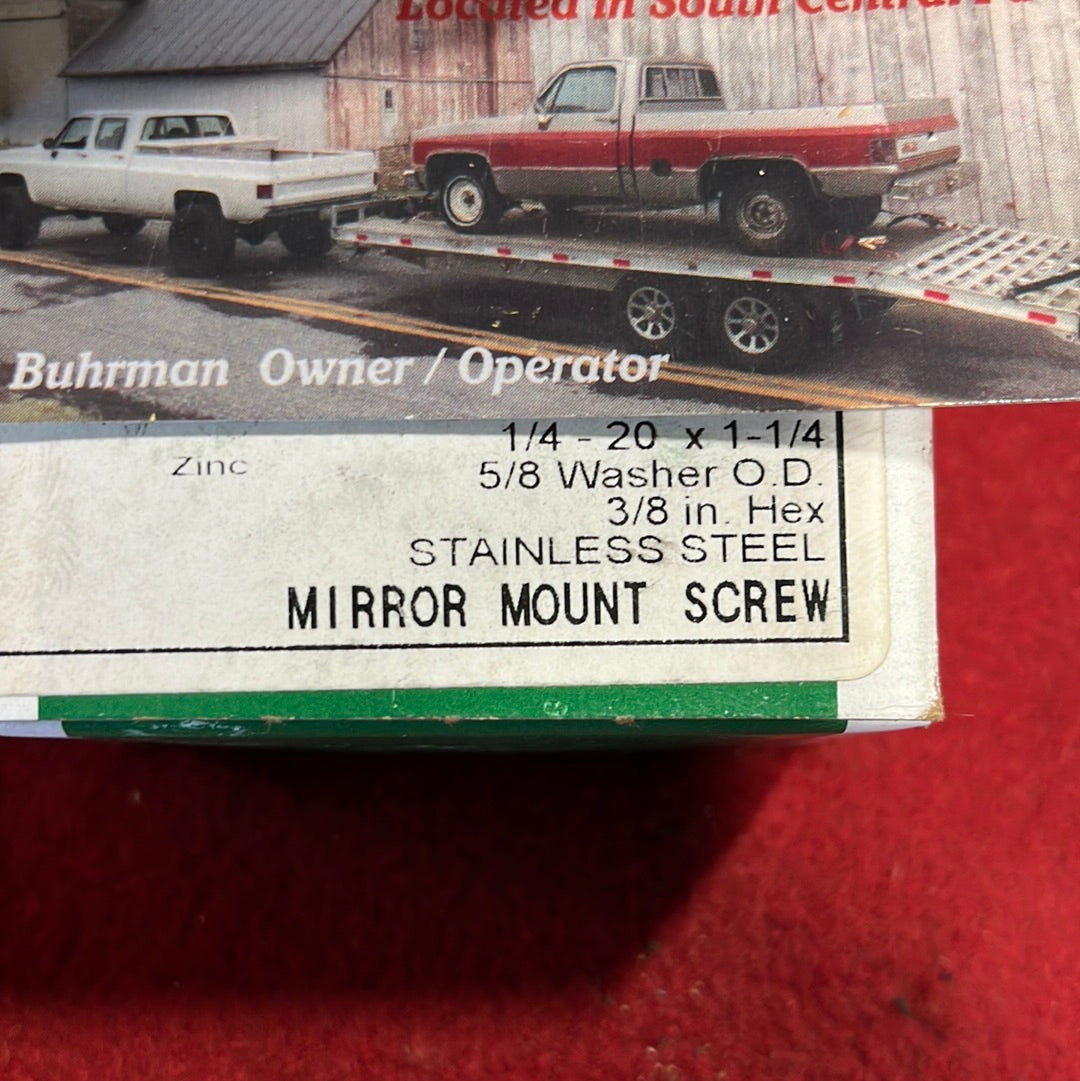 Located in South Central
Buhrman Owner / Operator
1/4 - 20 x 1-1/4
Zinc
5/8 Washer O.D.
3/8 in. Hex
STAINLESS STEEL
MIRROR MOUNT SCREW